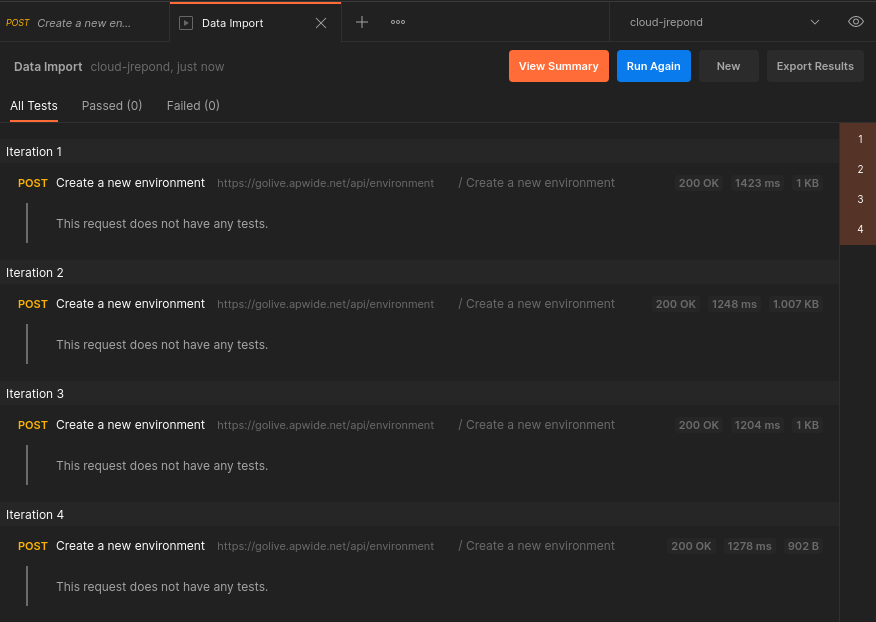 POST Create a new en...
Data Import
cloud-jrepond
Data Import cloud-jrepond, just now
View Summary
Run Again
New
Export Results
All Tests Passed (0) Failed (0)
Iteration 1
POST Create a new environment https://golive.apwide.net/api/environment / Create a new environment 200 OK 1423 ms 1 KB
This request does not have any tests.
Iteration 2
POST Create a new environment https://golive.apwide.net/api/environment / Create a new environment 200 OK 1248 ms 1.007 KB
This request does not have any tests.
Iteration 3
POST Create a new environment https://golive.apwide.net/api/environment / Create a new environment 200 OK 1204 ms 1 KB
This request does not have any tests.
Iteration 4
POST Create a new environment https://golive.apwide.net/api/environment / Create a new environment 200 OK 1278 ms 902 B
This request does not have any tests.
1
2
3
4